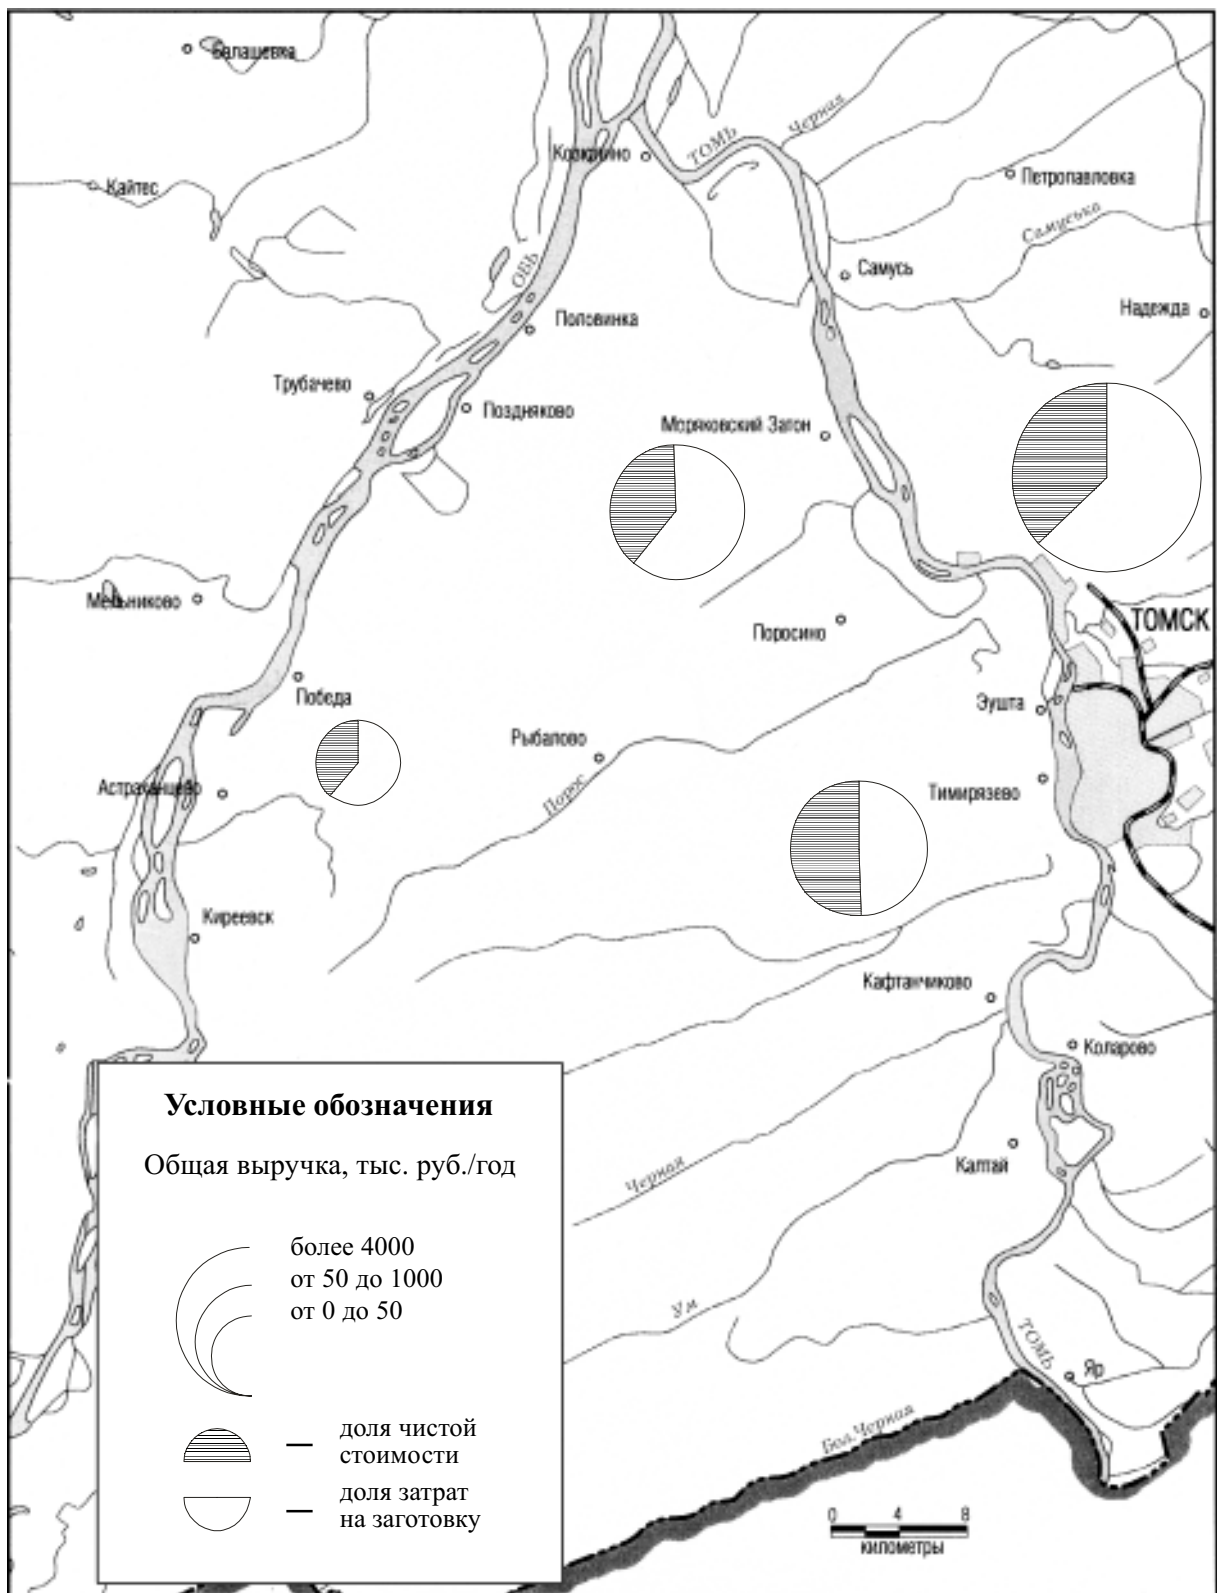 Балашевка
Черная
ТОМЬ
Кайтес
Петропавловка
Самуська
Самусь
ОБЬ
Надежда
Половинка
Трубачево
Поздняково
Моряковский Затон
Мельниково
ТОМСК
Поросино
Победа
Эушта
Рыбалово
Порос
Астраханцево
Тимирязево
Киреевск
Кафтанчиково
Коларово
Условные обозначения
Общая выручка, тыс. руб./год
Черная
Калтай
более 4000
от 50 до 1000
от 0 до 50
Ум
ТОМЬ
Яр
Бол.Черная
— доля чистой
стоимости
— доля затрат
на заготовку
0 4 8
километры